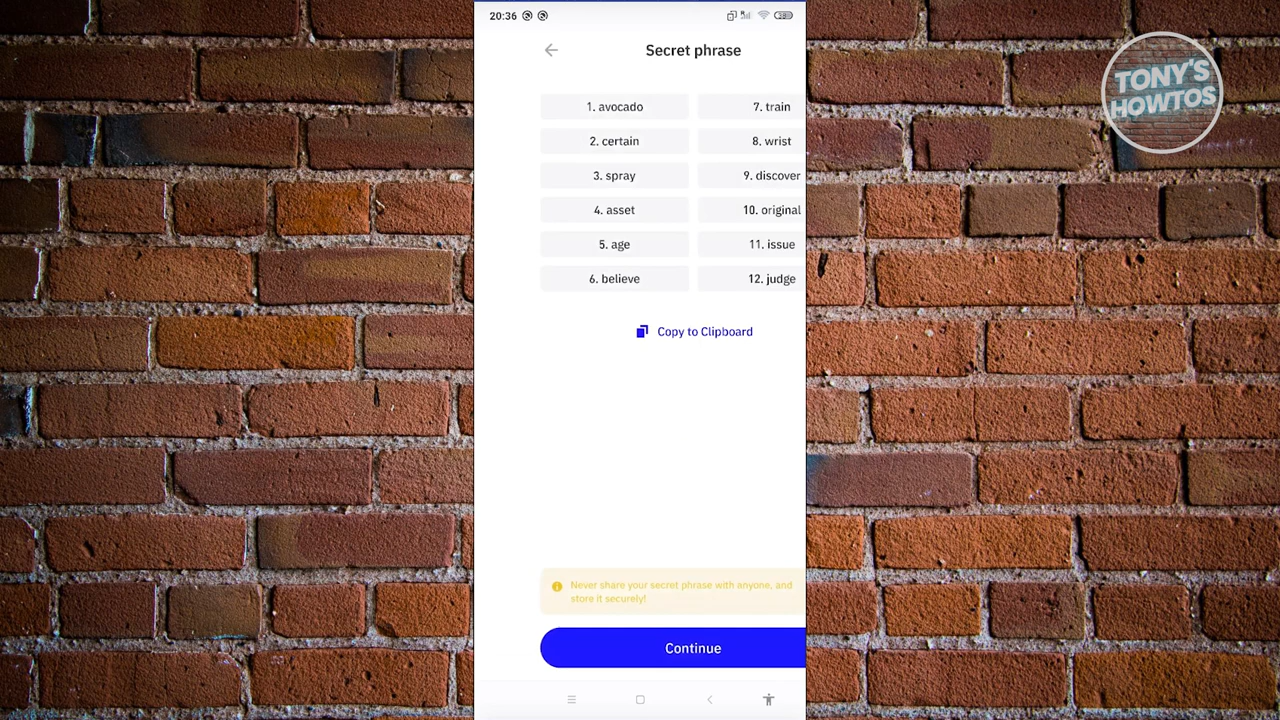 20:36
Secret phrase
1. avocado
2. certain
3. spray
4. asset
5. age
6. believe
7. train
8. wrist
9. discover
10. original
11. issue
12. judge
Copy to Clipboard
Never share your secret phrase with anyone, and
store it securely!
Continue
TONY'S
HOWTOS